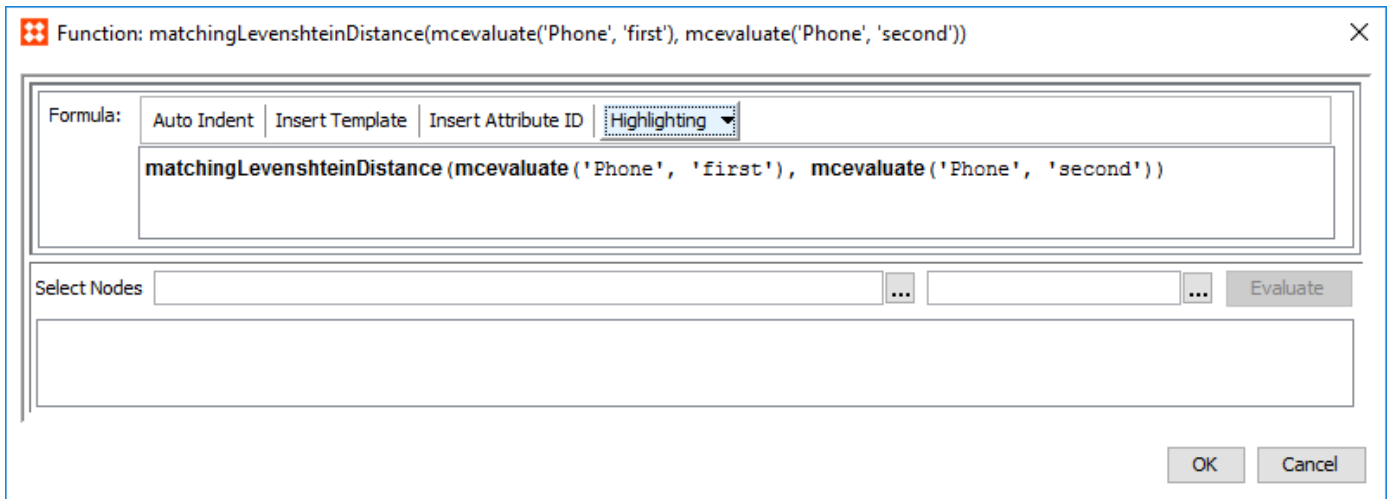 Function: matchingLevenshteinDistance(mcevaluate('Phone', 'first'), mcevaluate('Phone', 'second'))
Formula: Auto Indent Insert Template Insert Attribute ID Highlighting
matchingLevenshteinDistance(mcevaluate('Phone', 'first'), mcevaluate('Phone', 'second'))
Select Nodes ... ... Evaluate
OK Cancel